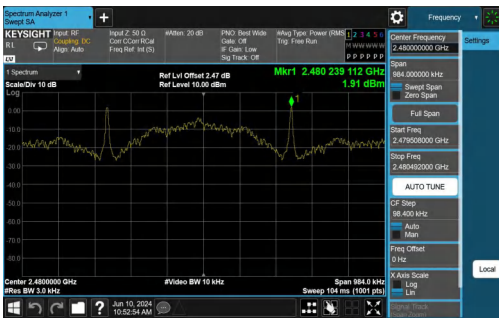 Spectrum Analyzer 1
Swept SA
Frequency
KEYSIGHT
RL
Input: RF
Coupling: DC
Align: Auto
Input Z: 50 Ω
Corr CCorr RCal
Freq Ref: Int (S)
#Atten: 20 dB
PNO: Best Wide
Gate: Off
IF Gain: Low
Sig Track: Off
#Avg Type: Power (RMS
Trig: Free Run
1 2 3 4 5 6
M W W W W W
P P P P P P
1 Spectrum
Scale/Div 10 dB
Ref Lvl Offset 2.47 dB
Ref Level 10.00 dBm
Mkr1 2.480 239 112 GHz
1.91 dBm
Log
0.00
-10.0
-20.0
-30.0
-40.0
-50.0
-60.0
-70.0
-80.0
1
Center 2.4800000 GHz
#Res BW 3.0 kHz
#Video BW 10 kHz
Span 984.0 kHz
Sweep 104 ms (1001 pts)
Jun 10, 2024
10:52:54 AM
Center Frequency
2.480000000 GHz
Settings
Span
984.000000 kHz
Swept Span
Zero Span
Full Span
Start Freq
2.479508000 GHz
Stop Freq
2.480492000 GHz
AUTO TUNE
CF Step
98.400 kHz
Auto
Man
Freq Offset
0 Hz
X Axis Scale
Log
Lin
Local
Signal Track